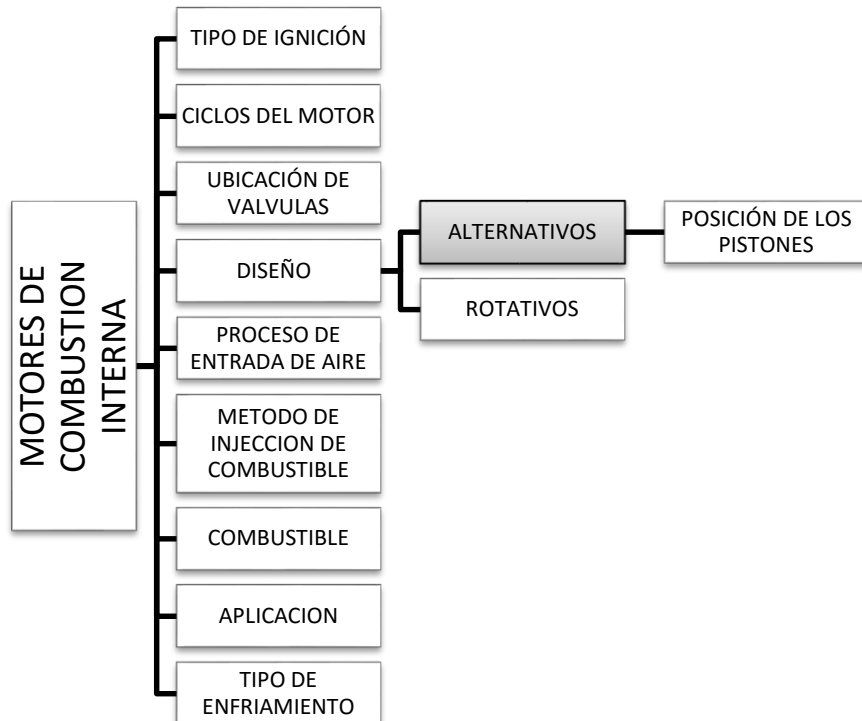 MOTORES DE
COMBUSTION
INTERNA
TIPO DE IGNICIÓN
CICLOS DEL MOTOR
UBICACIÓN DE
VALVULAS
DISEÑO
ALTERNATIVOS
POSICIÓN DE LOS
PISTONES
ROTATIVOS
PROCESO DE
ENTRADA DE AIRE
METODO DE
INJECCION DE
COMBUSTIBLE
COMBUSTIBLE
APLICACION
TIPO DE
ENFRIAMIENTO